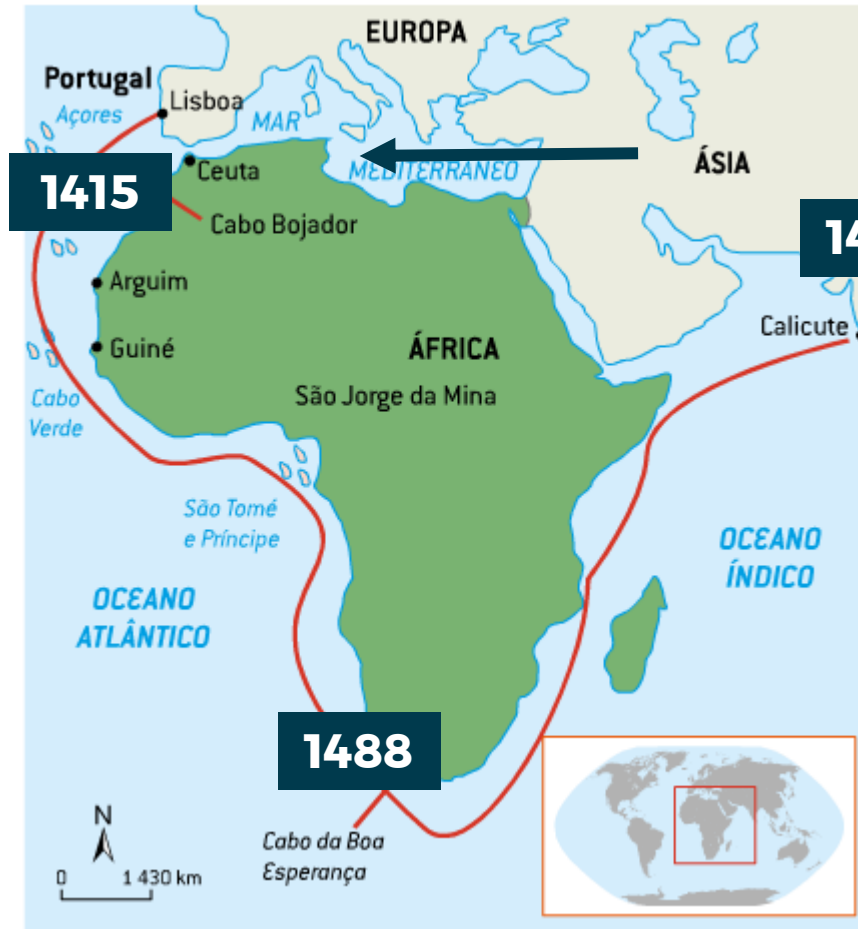 EUROPA
Portugal
Lisboa
Açores
MAR
MEDITERRÂNEO
ÁSIA
Ceuta
1415
Cabo Bojador
14
Arguim
Calicute
Guiné
ÁFRICA
São Jorge da Mina
Cabo
Verde
São Tomé
e Príncipe
OCEANO
ÍNDICO
OCEANO
ATLÂNTICO
1488
Cabo da Boa
Esperança
N
0 1 430 km